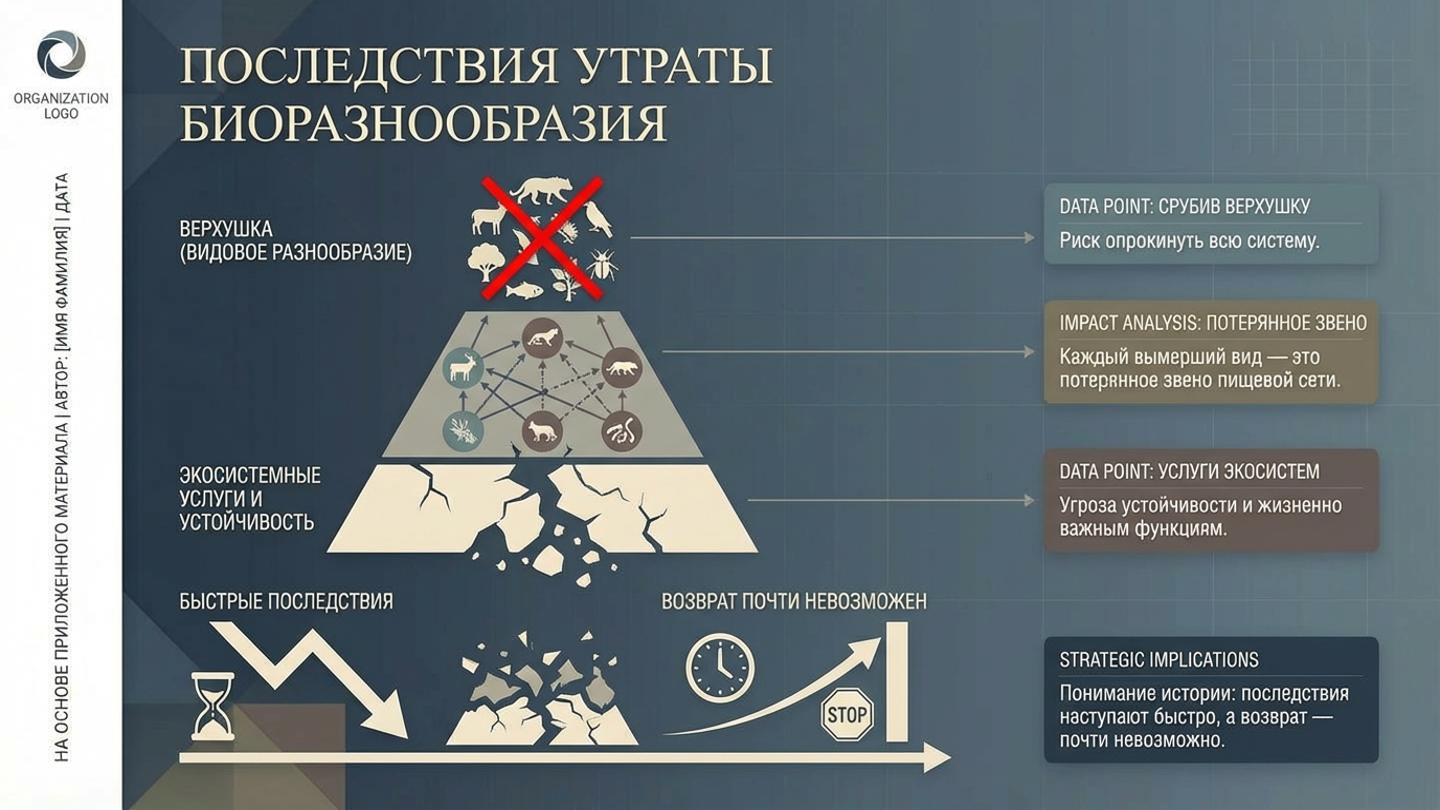 ORGANIZATION
LOGO
НА ОСНОВЕ ПРИЛОЖЕННОГО МАТЕРИАЛА | АВТОР: [ИМЯ ФАМИЛИЯ] | ДАТА
ПОСЛЕДСТВИЯ УТРАТЫ
БИОРАЗНООБРАЗИЯ
ВЕРХУШКА
(ВИДОВОЕ РАЗНООБРАЗИЕ)
DATA POINT: СРУБИВ ВЕРХУШКУ
Риск опрокинуть всю систему.
IMPACT ANALYSIS: ПОТЕРЯННОЕ ЗВЕНО
Каждый вымерший вид — это
потерянное звено пищевой сети.
ЭКОСИСТЕМНЫЕ
УСЛУГИ И
УСТОЙЧИВОСТЬ
DATA POINT: УСЛУГИ ЭКОСИСТЕМ
Угроза устойчивости и жизненно
важным функциям.
БЫСТРЫЕ ПОСЛЕДСТВИЯ
ВОЗВРАТ ПОЧТИ НЕВОЗМОЖЕН
STOP
STRATEGIC IMPLICATIONS
Понимание истории: последствия
наступают быстро, а возврат —
почти невозможно.